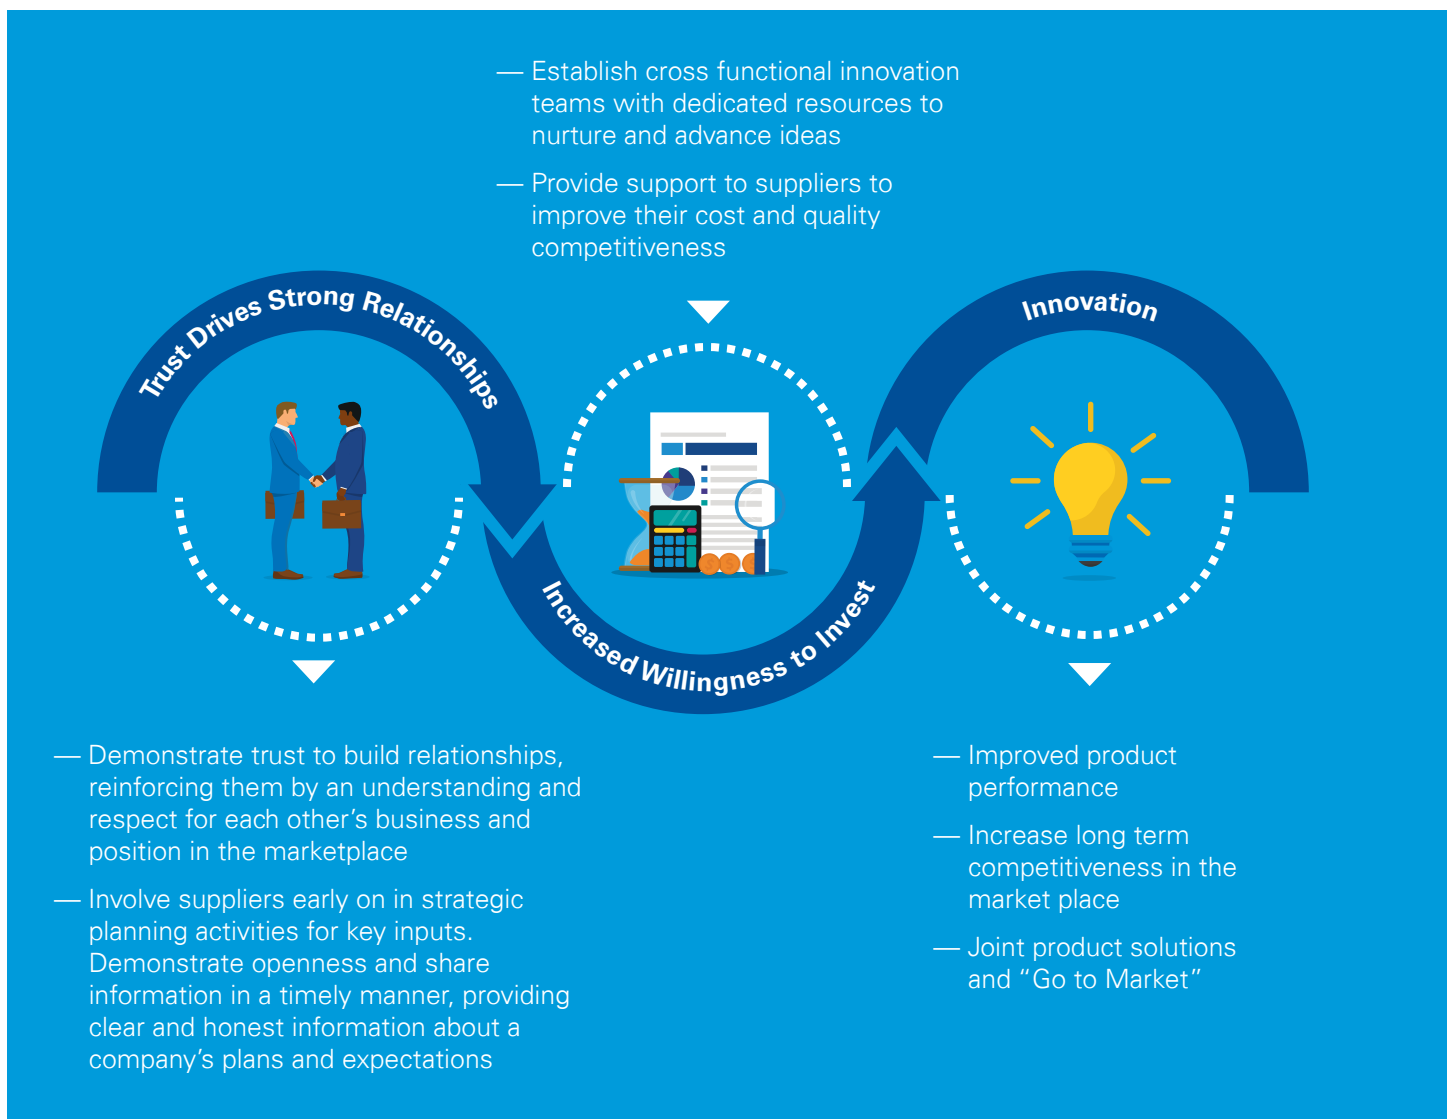 — Establish cross functional innovation
teams with dedicated resources to
nurture and advance ideas
— Provide support to suppliers to
improve their cost and quality
competitiveness
Trust Drives Strong Relationships
Increased Willingness to Invest
Innovation
— Demonstrate trust to build relationships,
reinforcing them by an understanding and
respect for each other’s business and
position in the marketplace
— Involve suppliers early on in strategic
planning activities for key inputs.
Demonstrate openness and share
information in a timely manner, providing
clear and honest information about a
company’s plans and expectations
— Improved product
performance
— Increase long term
competitiveness in the
market place
— Joint product solutions
and “Go to Market”